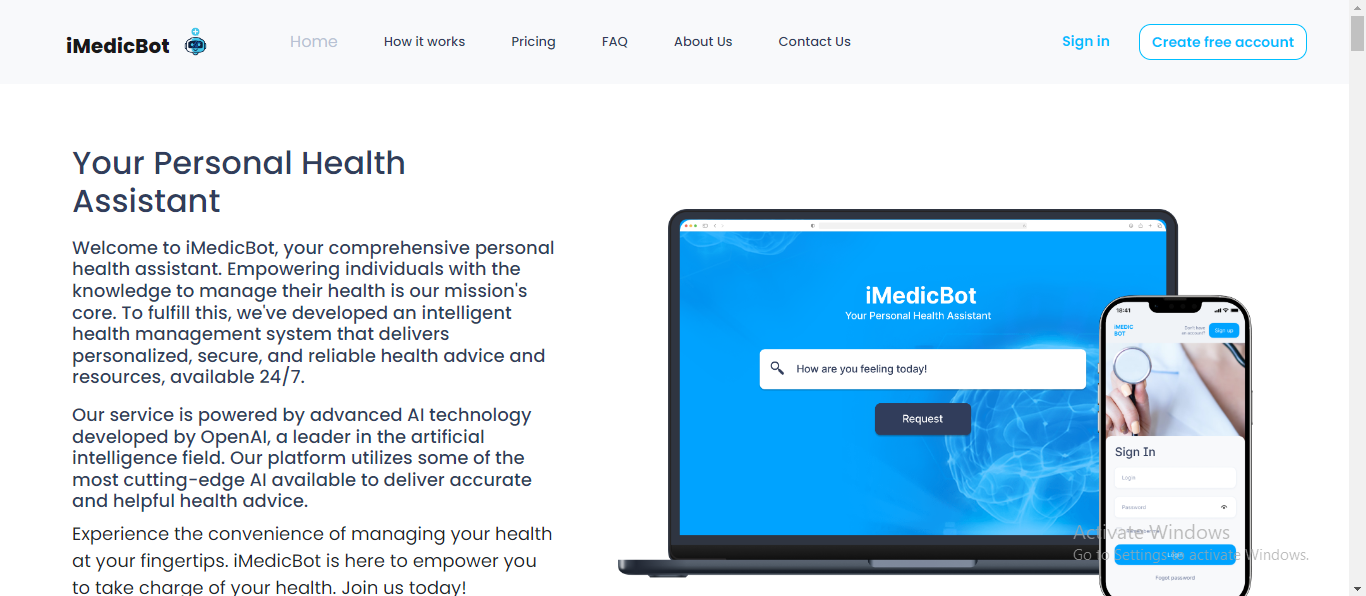 iMedicBot
Home
How it works
Pricing
FAQ
About Us
Contact Us
Sign in
Create free account
Your Personal Health
Assistant
Welcome to iMedicBot, your comprehensive personal
health assistant. Empowering individuals with the
knowledge to manage their health is our mission's
core. To fulfill this, we've developed an intelligent
health management system that delivers
personalized, secure, and reliable health advice and
resources, available 24/7.
Our service is powered by advanced AI technology
developed by OpenAI, a leader in the artificial
intelligence field. Our platform utilizes some of the
most cutting-edge AI available to deliver accurate
and helpful health advice.
Experience the convenience of managing your health
at your fingertips. iMedicBot is here to empower you
to take charge of your health. Join us today!
iMedicBot
Your Personal Health Assistant
How are you feeling today!
Request
18:41
iMEDIC
BOT
Don't have
an account?
Sign up
Sign In
Login
Password
Login
Fogot password
Activate Windows
Go to Settings to activate Windows.